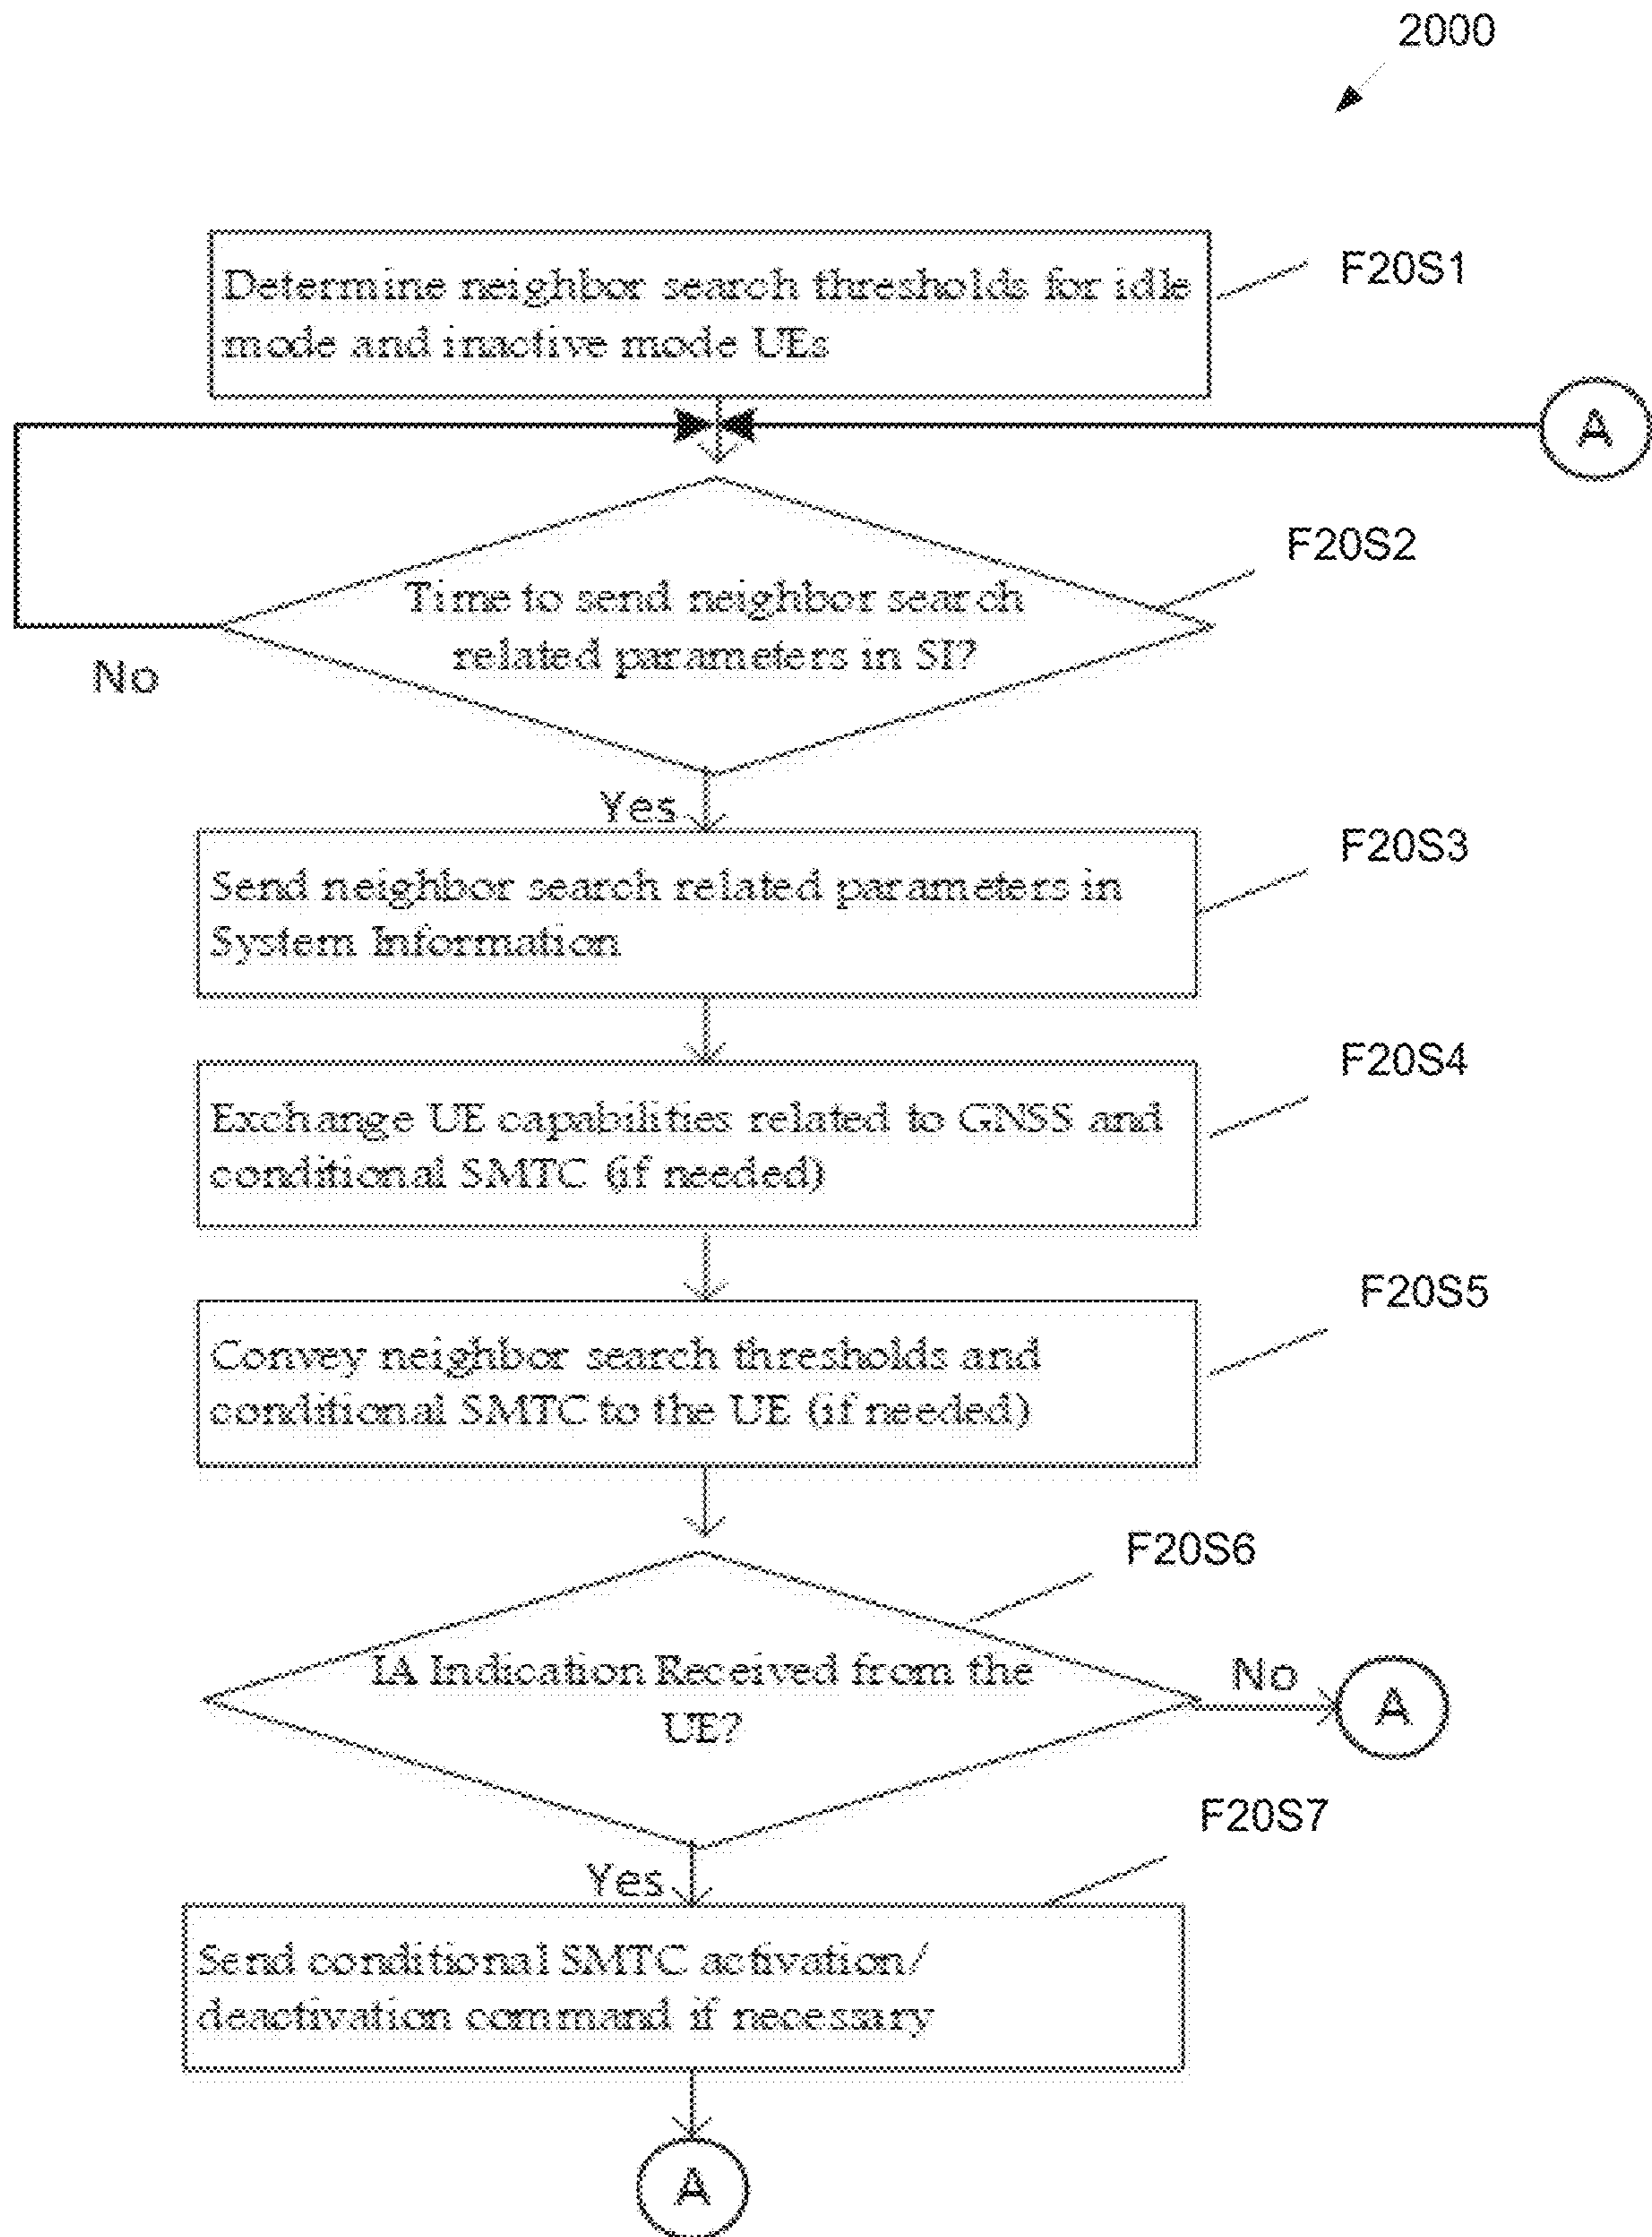 2000
Determine neighbor search thresholds for idle
mode and inactive mode UEs
F20S1
A
Time to send neighbor search
related parameters in SI?
F20S2
No
Yes
Send neighbor search related parameters in
System Information
F20S3
Exchange UE capabilities related to GNSS and
conditional SMTC (if needed)
F20S4
Convey neighbor search thresholds and
conditional SMTC to the UE (if needed)
F20S5
IA Indication Received from the
UE?
F20S6
No
A
Yes
Send conditional SMTC activation/
deactivation command if necessary
F20S7
A